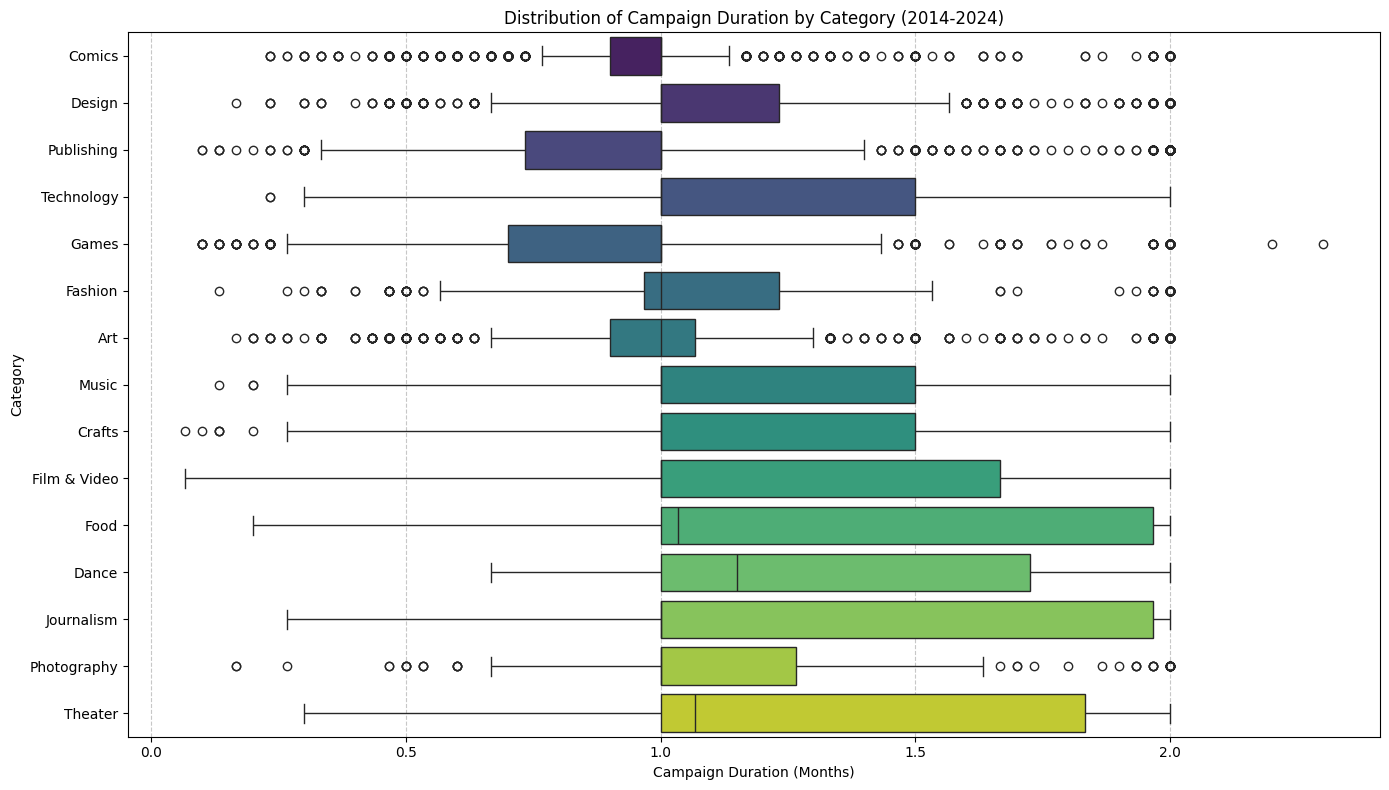 Distribution of Campaign Duration by Category (2014-2024)
Category
Comics
Design
Publishing
Technology
Games
Fashion
Art
Music
Crafts
Film & Video
Food
Dance
Journalism
Photography
Theater
0.0 0.5 1.0 1.5 2.0
Campaign Duration (Months)